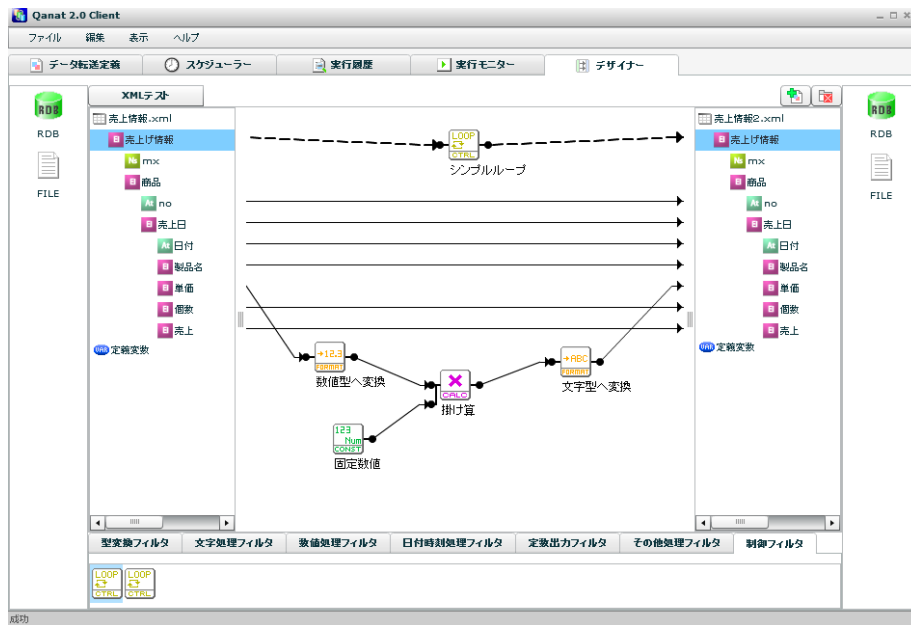 Qanat 2.0 Client
ファイル 編集 表示 ヘルプ
データ転送定義 スケジューラー 実行履歴 実行モニター デザイナー
XMLテスト
RDB
RDB
FILE
売上情報.xml
売上げ情報
Ns mx
B 商品
At no
B 売上日
At 日付
B 製品名
B 単価
B 個数
B 売上
VAR 定義変数
LOOP
CTRL
シンプルループ
→12.3
FORMAT
数値型へ変換
123
Num
CONST
固定数値
CALC
掛け算
→ABC
FORMAT
文字型へ変換
売上情報2.xml
B 売上げ情報
Ns mx
B 商品
At no
B 売上日
At 日付
B 製品名
B 単価
B 個数
B 売上
VAR 定義変数
RDB
RDB
FILE
型変換フィルタ 文字処理フィルタ 数値処理フィルタ 日付時刻処理フィルタ 定数出力フィルタ その他処理フィルタ 制御フィルタ
LOOP LOOP
CTRL CTRL
成功